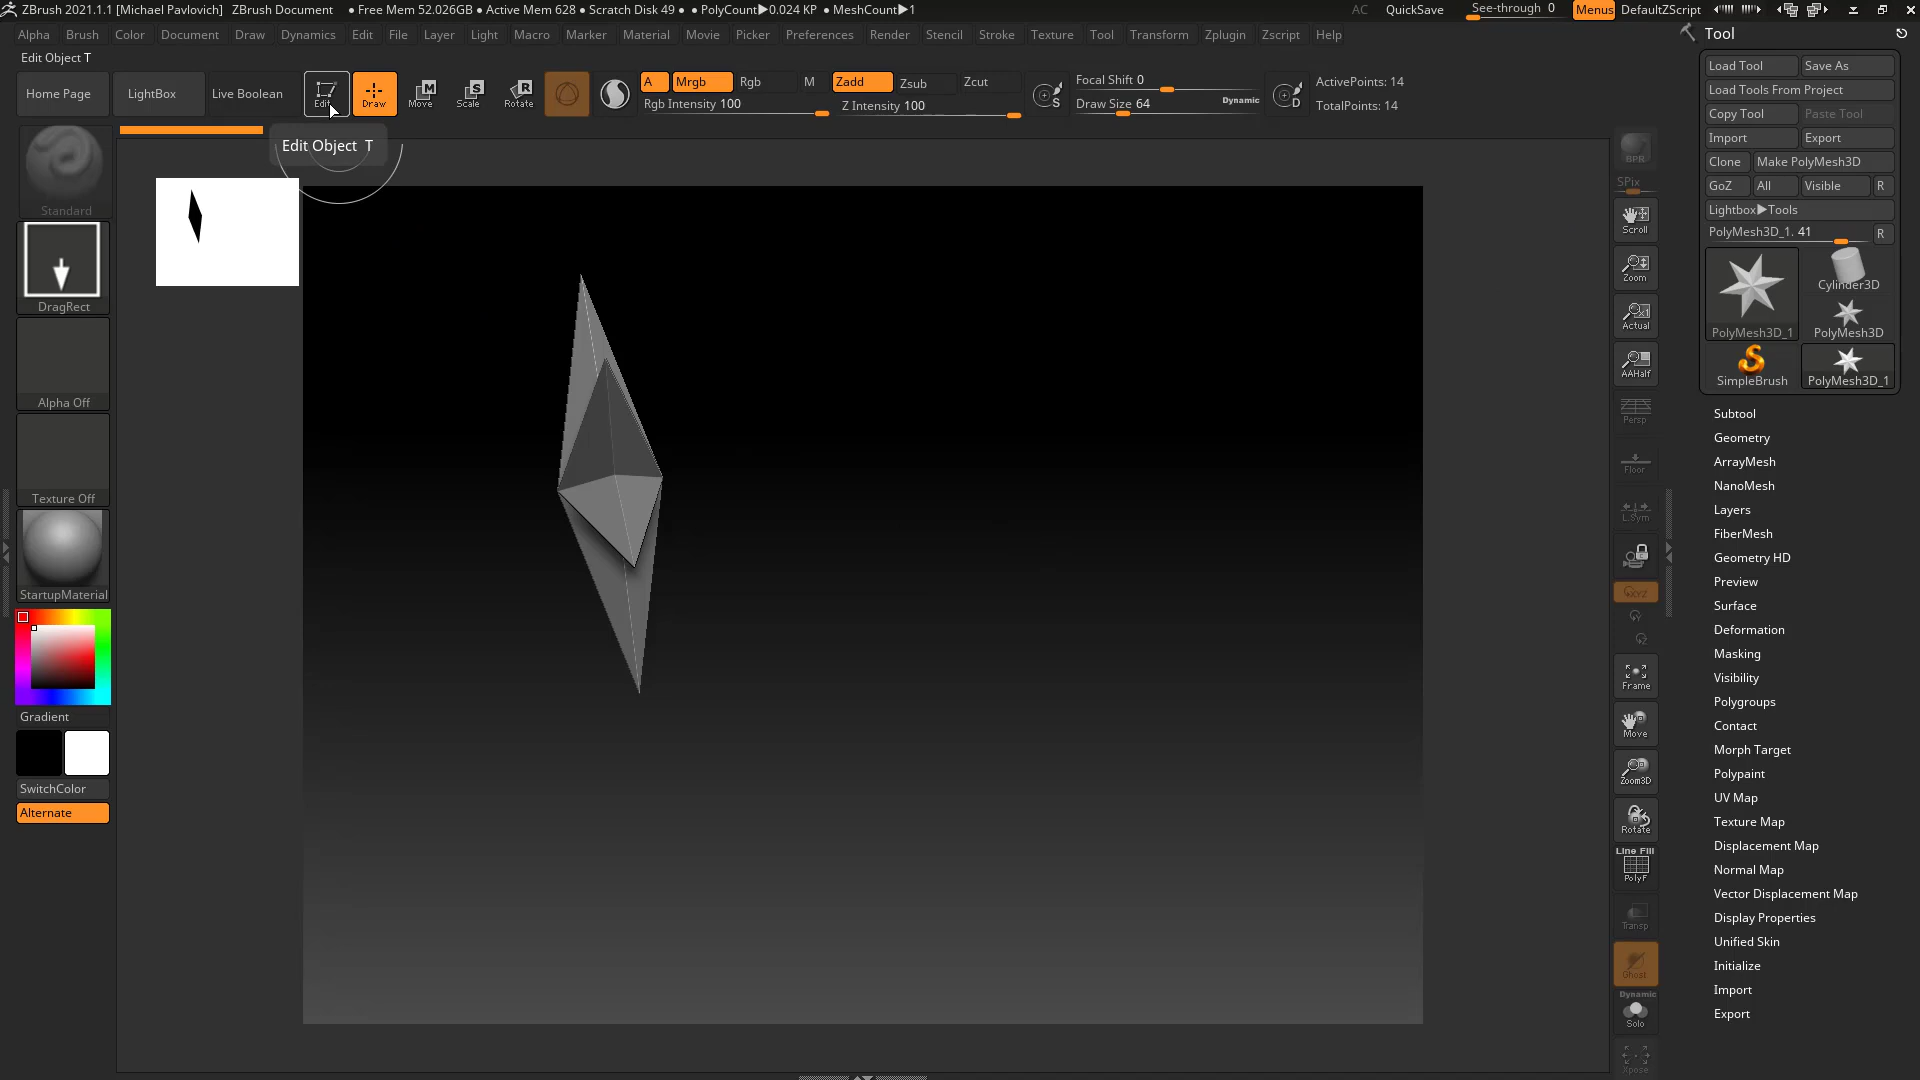 ZBrush 2021.1.1 [Michael Pavlovich] ZBrush Document • Free Mem 52.026GB • Active Mem 628 • Scratch Disk 49 • • PolyCount▶0.024 KP • MeshCount▶1 AC QuickSave See-through 0 Menus DefaultZScript
Alpha Brush Color Document Draw Dynamics Edit File Layer Light Macro Marker Material Movie Picker Preferences Render Stencil Stroke Texture Tool Transform Zplugin Zscript Help
Edit Object T
Home Page LightBox Live Boolean Edit Draw Move Scale Rotate
A Mrgb Rgb M Zadd Zsub Zcut
Rgb Intensity 100 Z Intensity 100
S Focal Shift 0
Draw Size 64 Dynamic
D ActivePoints: 14
TotalPoints: 14
Edit Object T
Standard
DragRect
Alpha Off
Texture Off
StartupMaterial
Gradient
SwitchColor
Alternate
BPR
SPix
Scroll
Zoom
Actual
AAHalf
Persp
Floor
L.Sym
XYZ
Frame
Move
Zoom3D
Rotate
Line Fill
PolyF
Transp
Ghost
Dynamic
Solo
Xpose
Tool
Load Tool Save As
Load Tools From Project
Copy Tool Paste Tool
Import Export
Clone Make PolyMesh3D
GoZ All Visible R
Lightbox▶Tools
PolyMesh3D_1. 41 R
Cylinder3D
PolyMesh3D_1 PolyMesh3D
SimpleBrush PolyMesh3D_1
Subtool
Geometry
ArrayMesh
NanoMesh
Layers
FiberMesh
Geometry HD
Preview
Surface
Deformation
Masking
Visibility
Polygroups
Contact
Morph Target
Polypaint
UV Map
Texture Map
Displacement Map
Normal Map
Vector Displacement Map
Display Properties
Unified Skin
Initialize
Import
Export